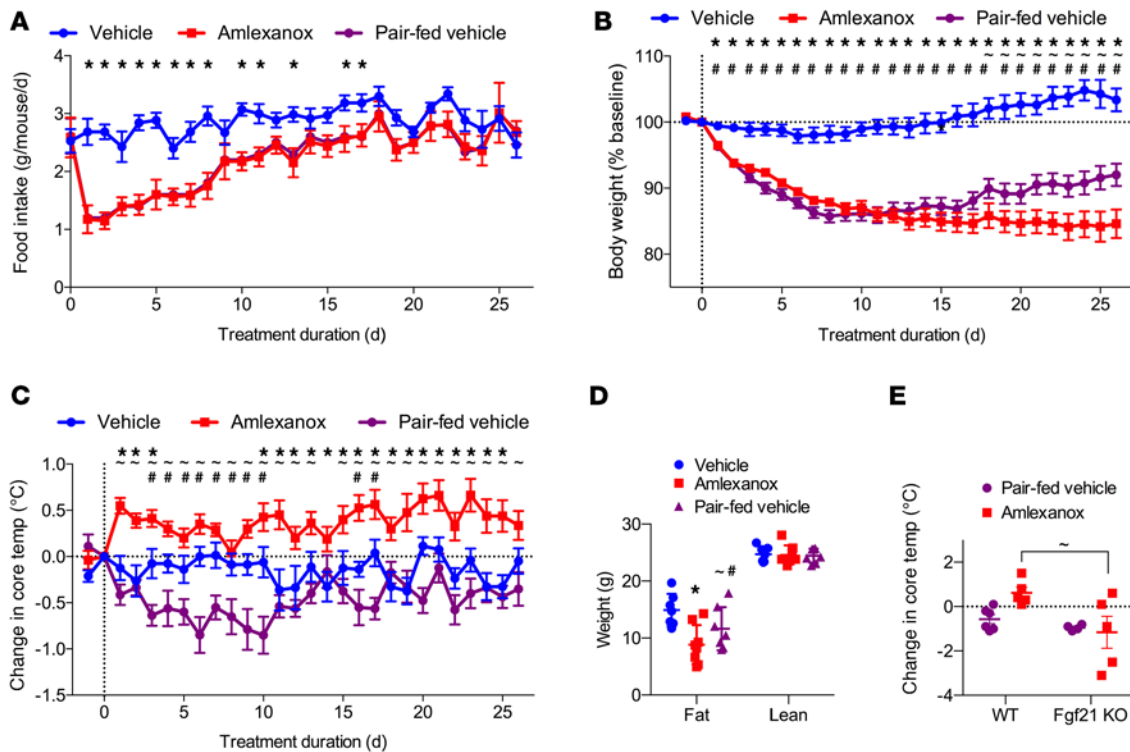 A
Vehicle Amlexanox Pair-fed vehicle
* * * * * * * * * * * * *
Food intake (g/mouse/d)
4
3
2
1
0
0 5 10 15 20 25
Treatment duration (d)
B
Vehicle Amlexanox Pair-fed vehicle
* * * * * * * * * * * * * * * * * * * * * * * * * *
~ ~ ~ ~ ~ ~ ~ ~ ~
# # # # # # # # # # # # # # # # # # # # # # # # # #
Body weight (% baseline)
110
100
90
80
0 5 10 15 20 25
Treatment duration (d)
C
Vehicle Amlexanox Pair-fed vehicle
* * * * * * * * * * * * * * * * * * *
~ ~ ~ ~ ~ ~ ~ ~ ~ ~ ~ ~ ~ ~ ~ ~ ~ ~ ~ ~ ~ ~ ~ ~ ~
# # # # # # # # # #
Change in core temp (°C)
1.0
0.5
0.0
-0.5
-1.0
-1.5
0 5 10 15 20 25
Treatment duration (d)
D
Vehicle
Amlexanox
Pair-fed vehicle
Weight (g)
30
20
10
0
*
~ #
Fat Lean
E
Pair-fed vehicle
Amlexanox
~
Change in core temp (°C)
2
0
-2
-4
WT Fgf21 KO